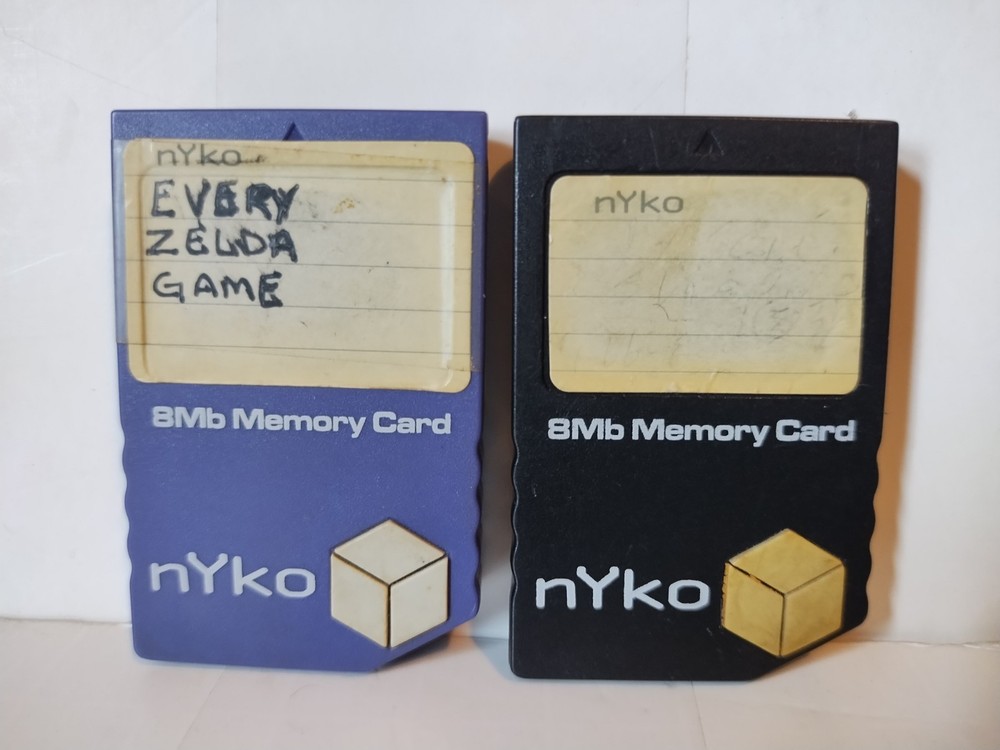 nYko
EVERY
ZELDA
GAME
8Mb Memory Card
nYko
nYko
8Mb Memory Card
nYko